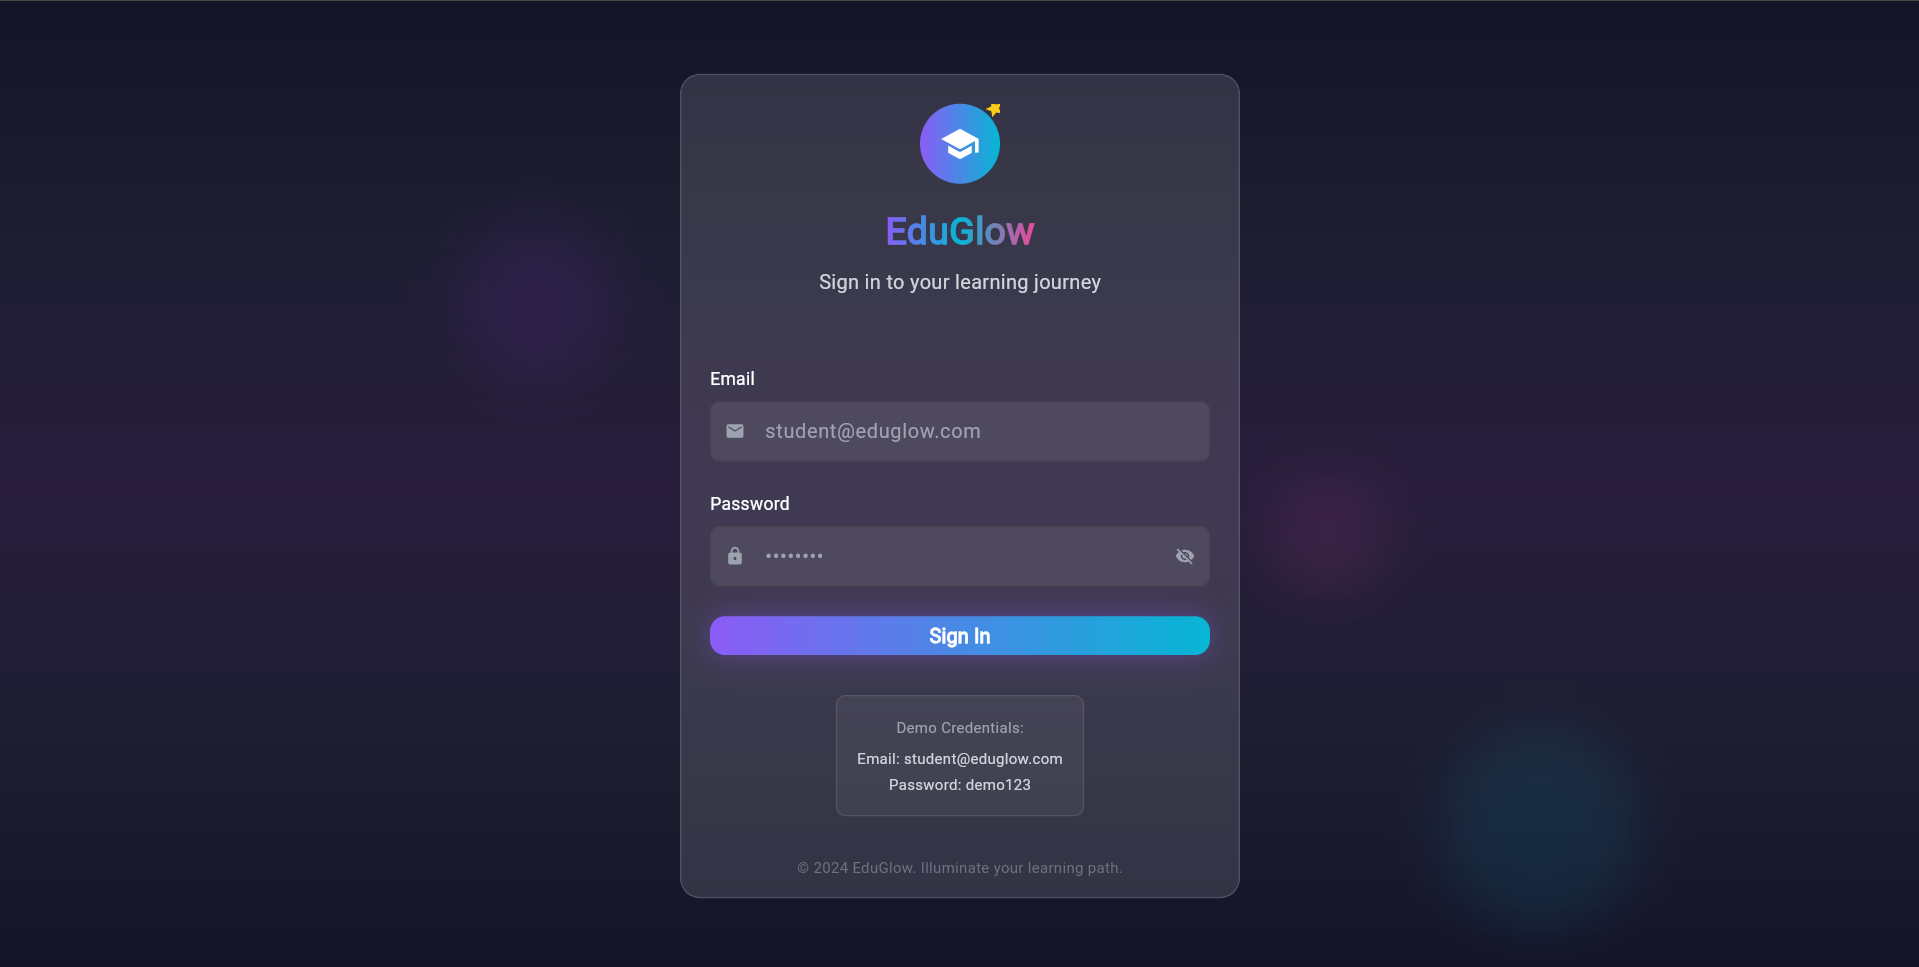 EduGlow
Sign in to your learning journey
Email
student@eduglow.com
Password
••••••••
Sign In
Demo Credentials:
Email: student@eduglow.com
Password: demo123
© 2024 EduGlow. Illuminate your learning path.